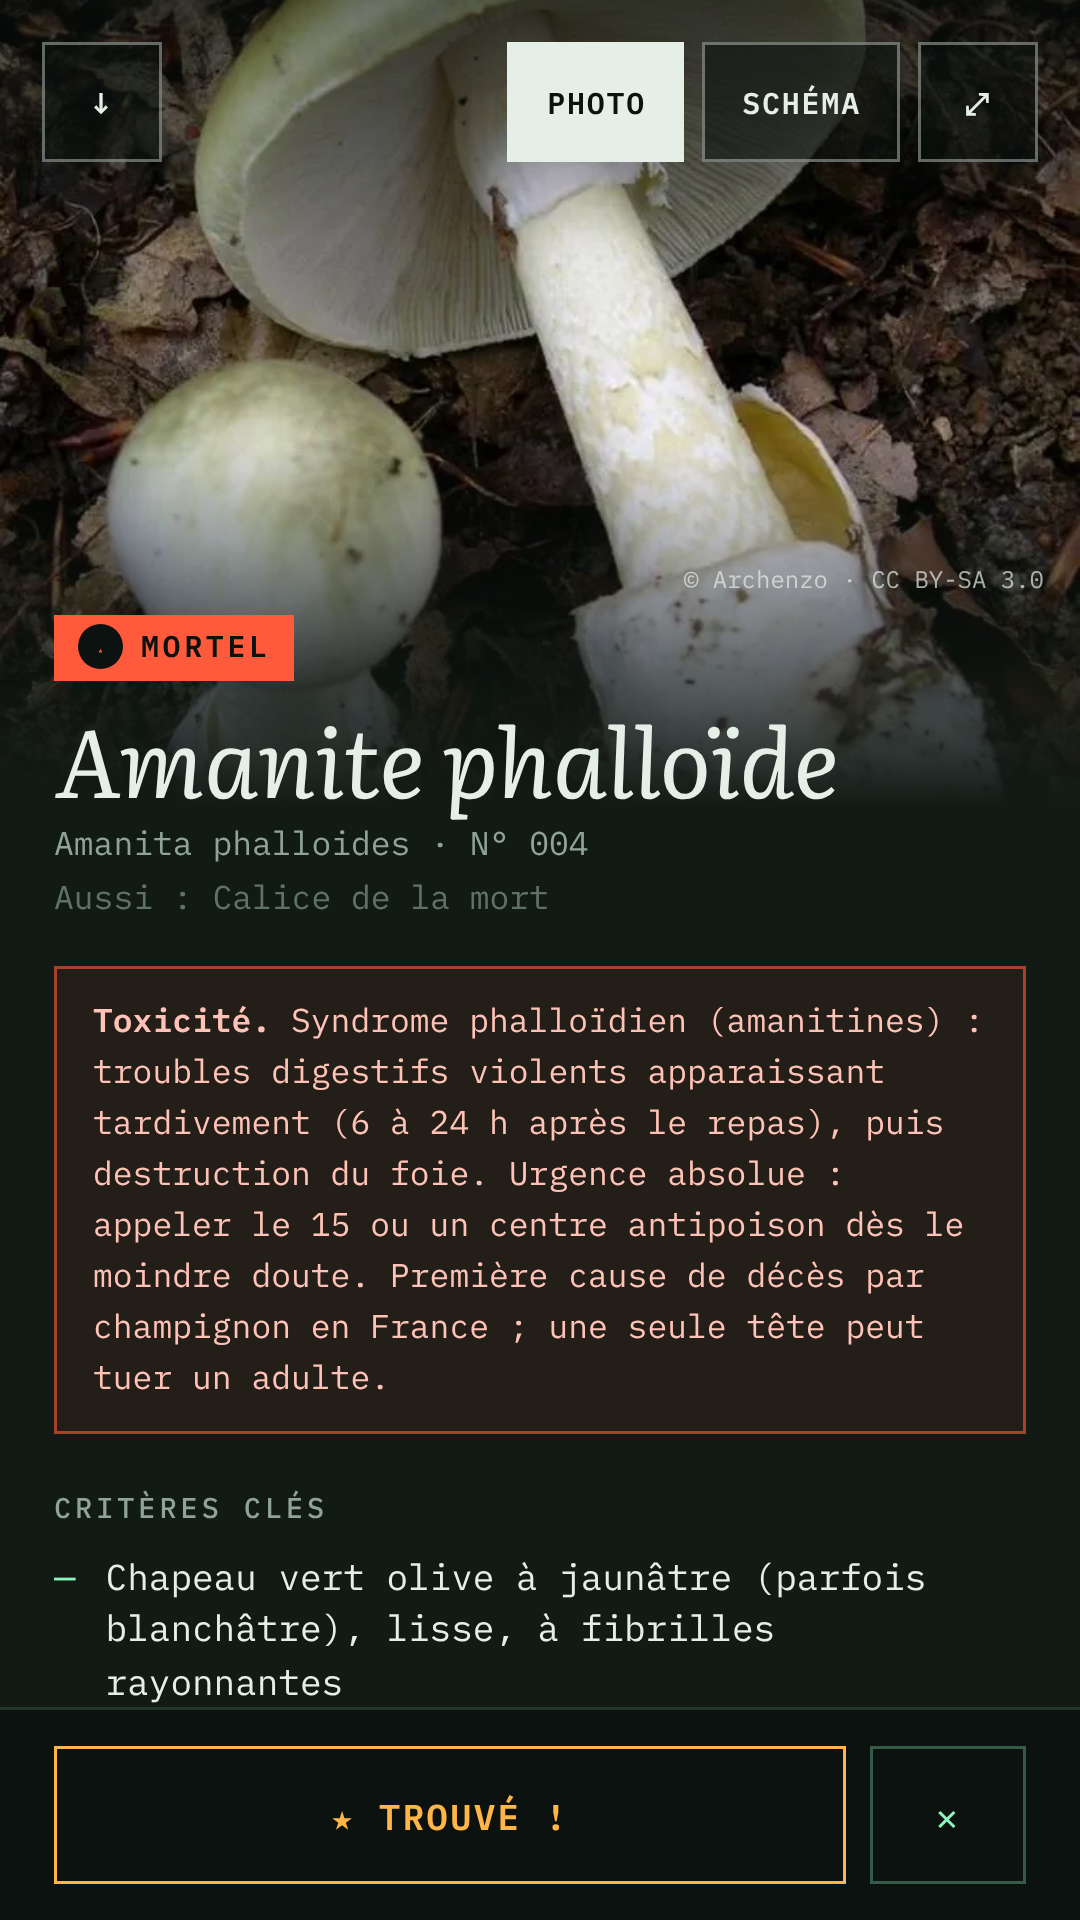 ↓ PHOTO SCHÉMA ⤢
© Archenzo · CC BY-SA 3.0
MORTEL
Amanite phalloïde
Amanita phalloides · N° 004
Aussi : Calice de la mort
Toxicité. Syndrome phalloïdien (amanitines) :
troubles digestifs violents apparaissant
tardivement (6 à 24 h après le repas), puis
destruction du foie. Urgence absolue :
appeler le 15 ou un centre antipoison dès le
moindre doute. Première cause de décès par
champignon en France ; une seule tête peut
tuer un adulte.
CRITÈRES CLÉS
— Chapeau vert olive à jaunâtre (parfois
blanchâtre), lisse, à fibrilles
rayonnantes
★ TROUVÉ ! ✕